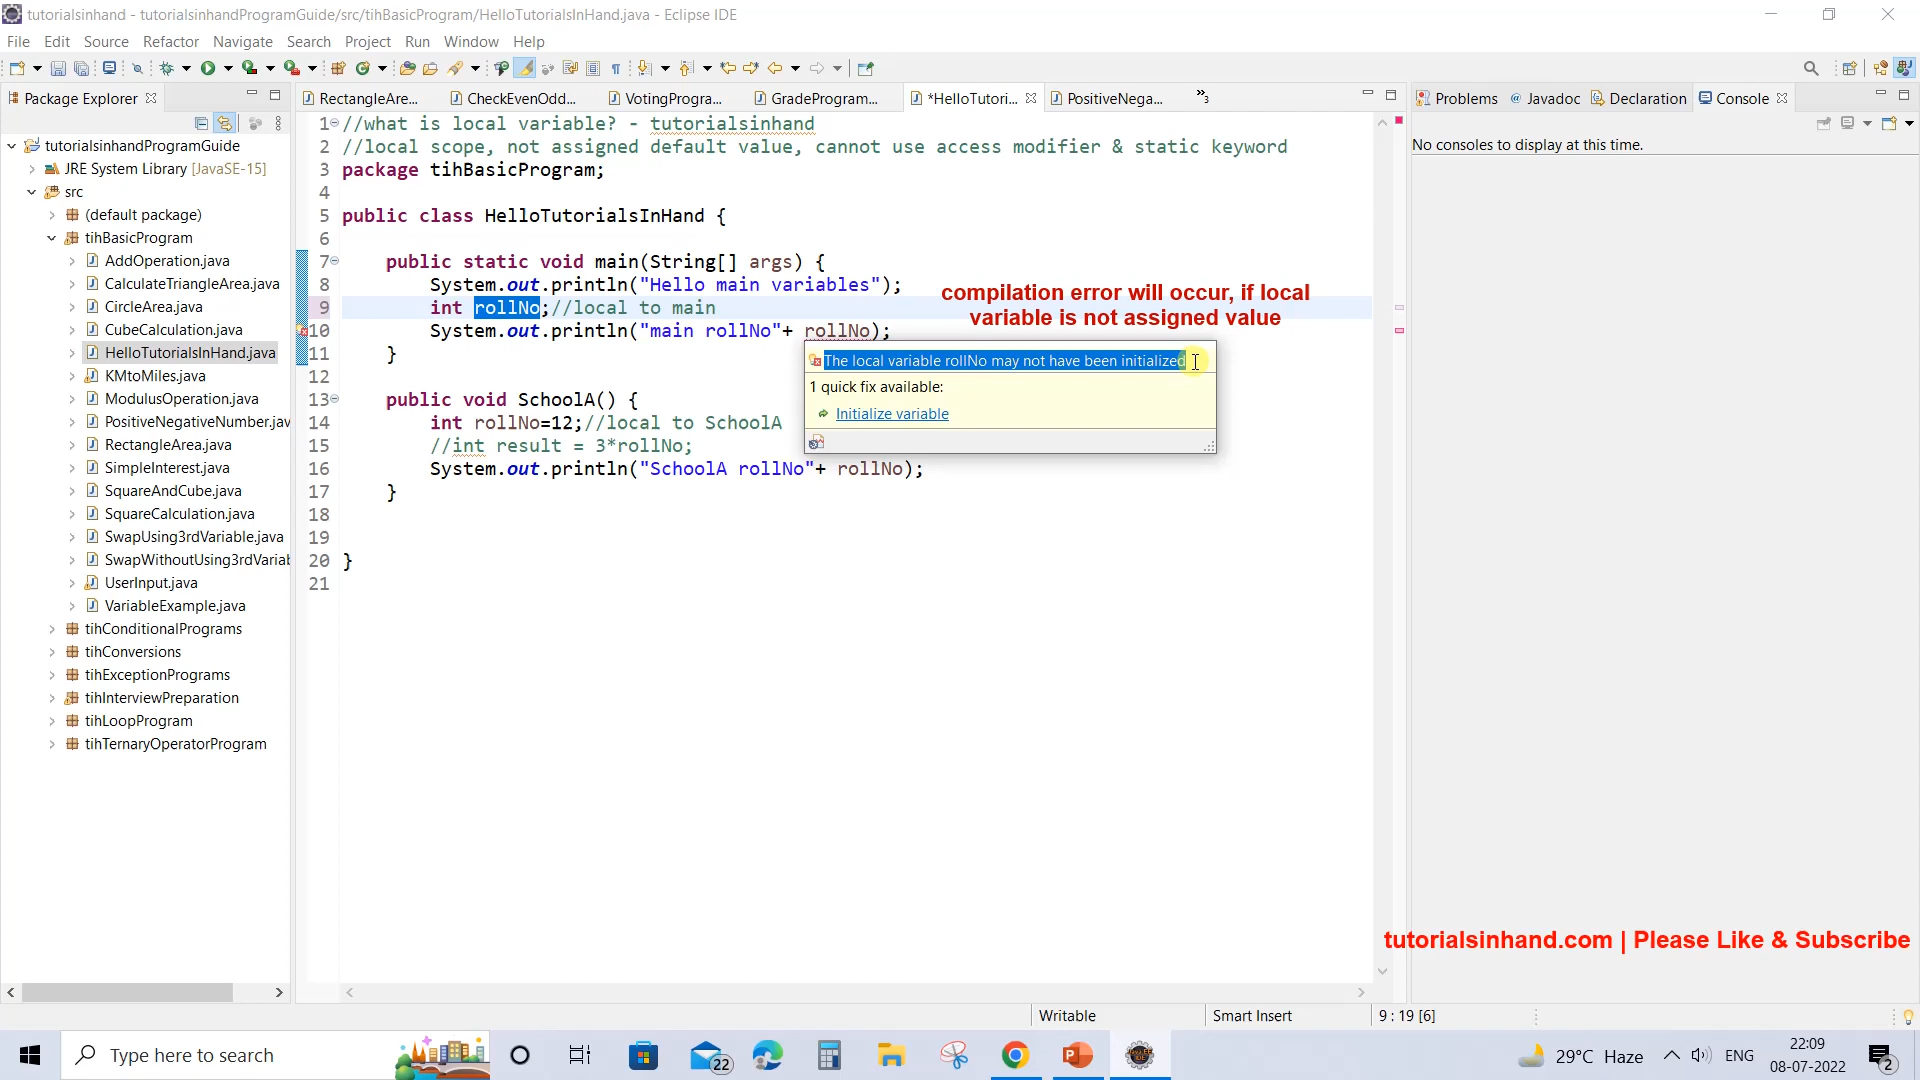 tutorialsinhand - tutorialsinhandProgramGuide/src/tihBasicProgram/HelloTutorialsInHand.java - Eclipse IDE
File Edit Source Refactor Navigate Search Project Run Window Help
Package Explorer
RectangleAre... CheckEvenOdd... VotingProgra... GradeProgram... *HelloTutori... PositiveNega... »3
Problems @ Javadoc Declaration Console
No consoles to display at this time.
tutorialsinhandProgramGuide
JRE System Library [JavaSE-15]
src
(default package)
tihBasicProgram
AddOperation.java
CalculateTriangleArea.java
CircleArea.java
CubeCalculation.java
HelloTutorialsInHand.java
KMtoMiles.java
ModulusOperation.java
PositiveNegativeNumber.jav
RectangleArea.java
SimpleInterest.java
SquareAndCube.java
SquareCalculation.java
SwapUsing3rdVariable.java
SwapWithoutUsing3rdVariab
UserInput.java
VariableExample.java
tihConditionalPrograms
tihConversions
tihExceptionPrograms
tihInterviewPreparation
tihLoopProgram
tihTernaryOperatorProgram
1 //what is local variable? - tutorialsinhand
2 //local scope, not assigned default value, cannot use access modifier & static keyword
3 package tihBasicProgram;
4
5 public class HelloTutorialsInHand {
6
7 public static void main(String[] args) {
8 System.out.println("Hello main variables");
9 int rollNo;//local to main
10 System.out.println("main rollNo"+ rollNo);
11 }
12
13 public void SchoolA() {
14 int rollNo=12;//local to SchoolA
15 //int result = 3*rollNo;
16 System.out.println("SchoolA rollNo"+ rollNo);
17 }
18
19
20 }
21
compilation error will occur, if local
variable is not assigned value
The local variable rollNo may not have been initialized
1 quick fix available:
Initialize variable
tutorialsinhand.com | Please Like & Subscribe
Writable Smart Insert 9 : 19 [6]
Type here to search
22
29°C Haze
ENG
22:09
08-07-2022
2